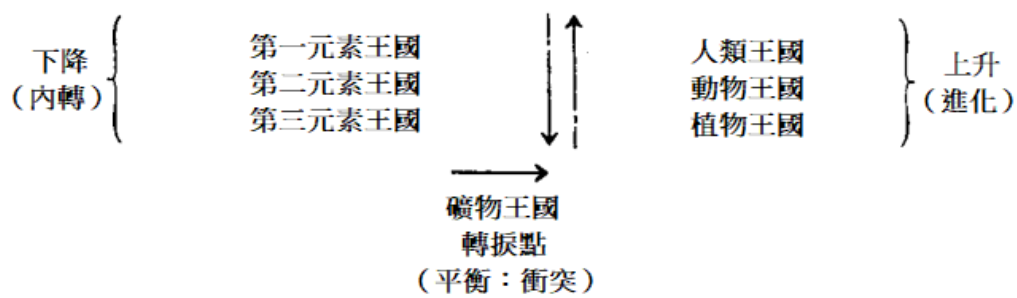 下降
（內轉）
第一元素王國
第二元素王國
第三元素王國
人類王國
動物王國
植物王國
上升
（進化）
礦物王國
轉捩點
（平衡：衝突）